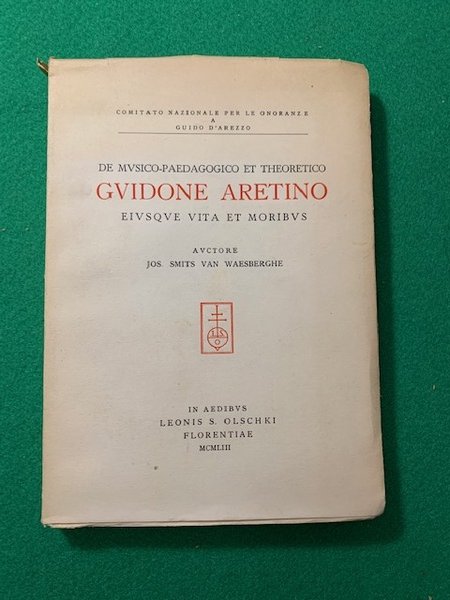 COMITATO NAZIONALE PER LE ONORANZE
A
GUIDO D'AREZZO
DE MVSICO-PAEDAGOGICO ET THEORETICO
GVIDONE ARETINO
EIVSQVE VITA ET MORIBVS
AVCTORE
JOS. SMITS VAN WAESBERGHE
L S
O
IN AEDIBVS
LEONIS S. OLSCHKI
FLORENTIAE
MCMLIII